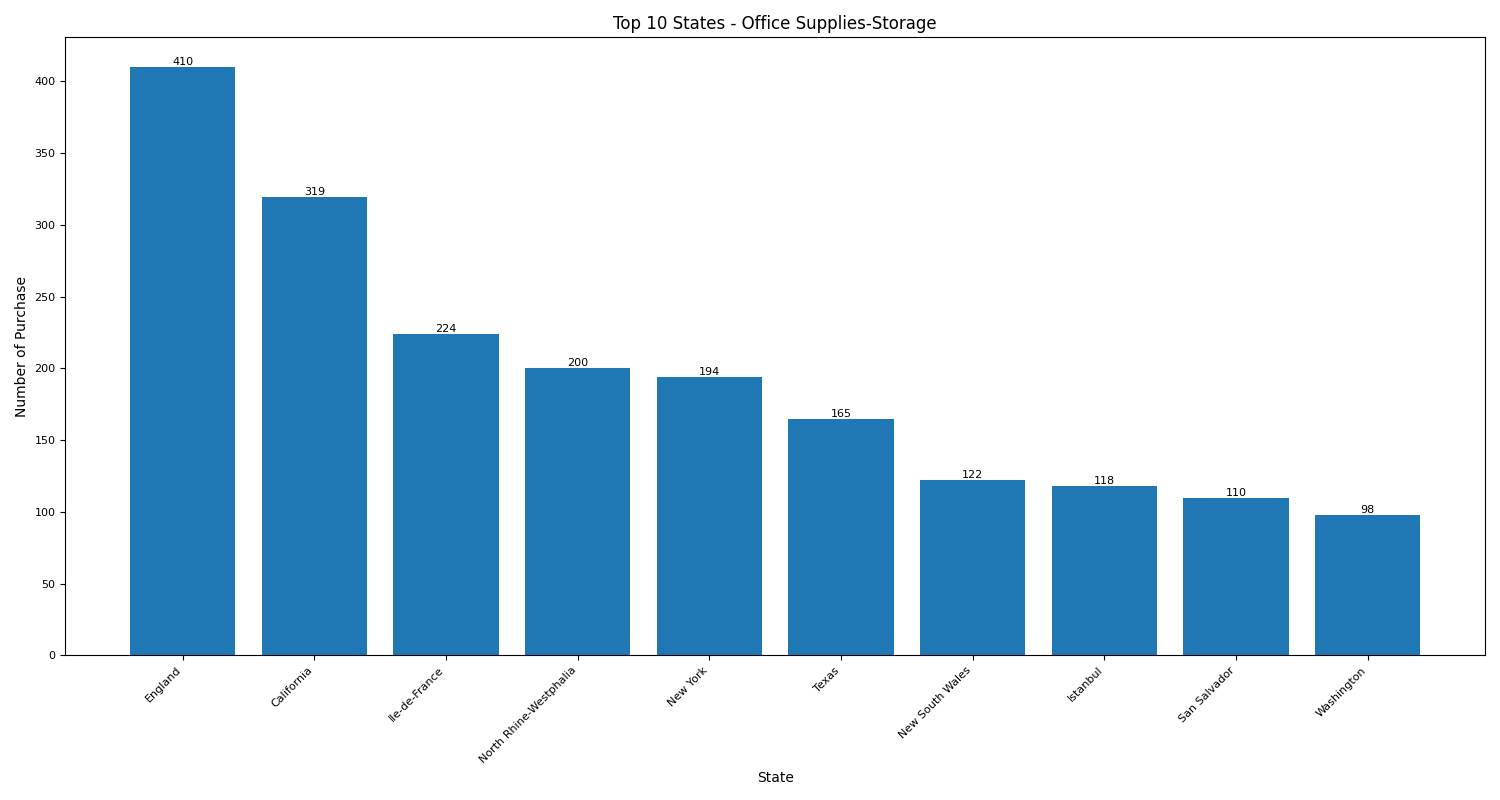 Top 10 States - Office Supplies-Storage
Number of Purchase
400
350
300
250
200
150
100
50
0
410
319
224
200
194
165
122
118
110
98
England
California
Ile-de-France
North Rhine-Westphalia
New York
Texas
New South Wales
Istanbul
San Salvador
Washington
State